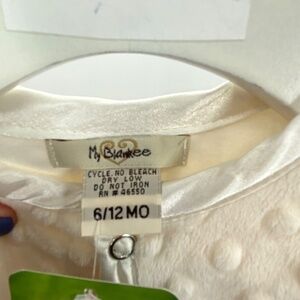 My Blankee
CYCLE, NO BLEACH
DRY LOW
DO NOT IRON
RN # 46550
6/12 MO